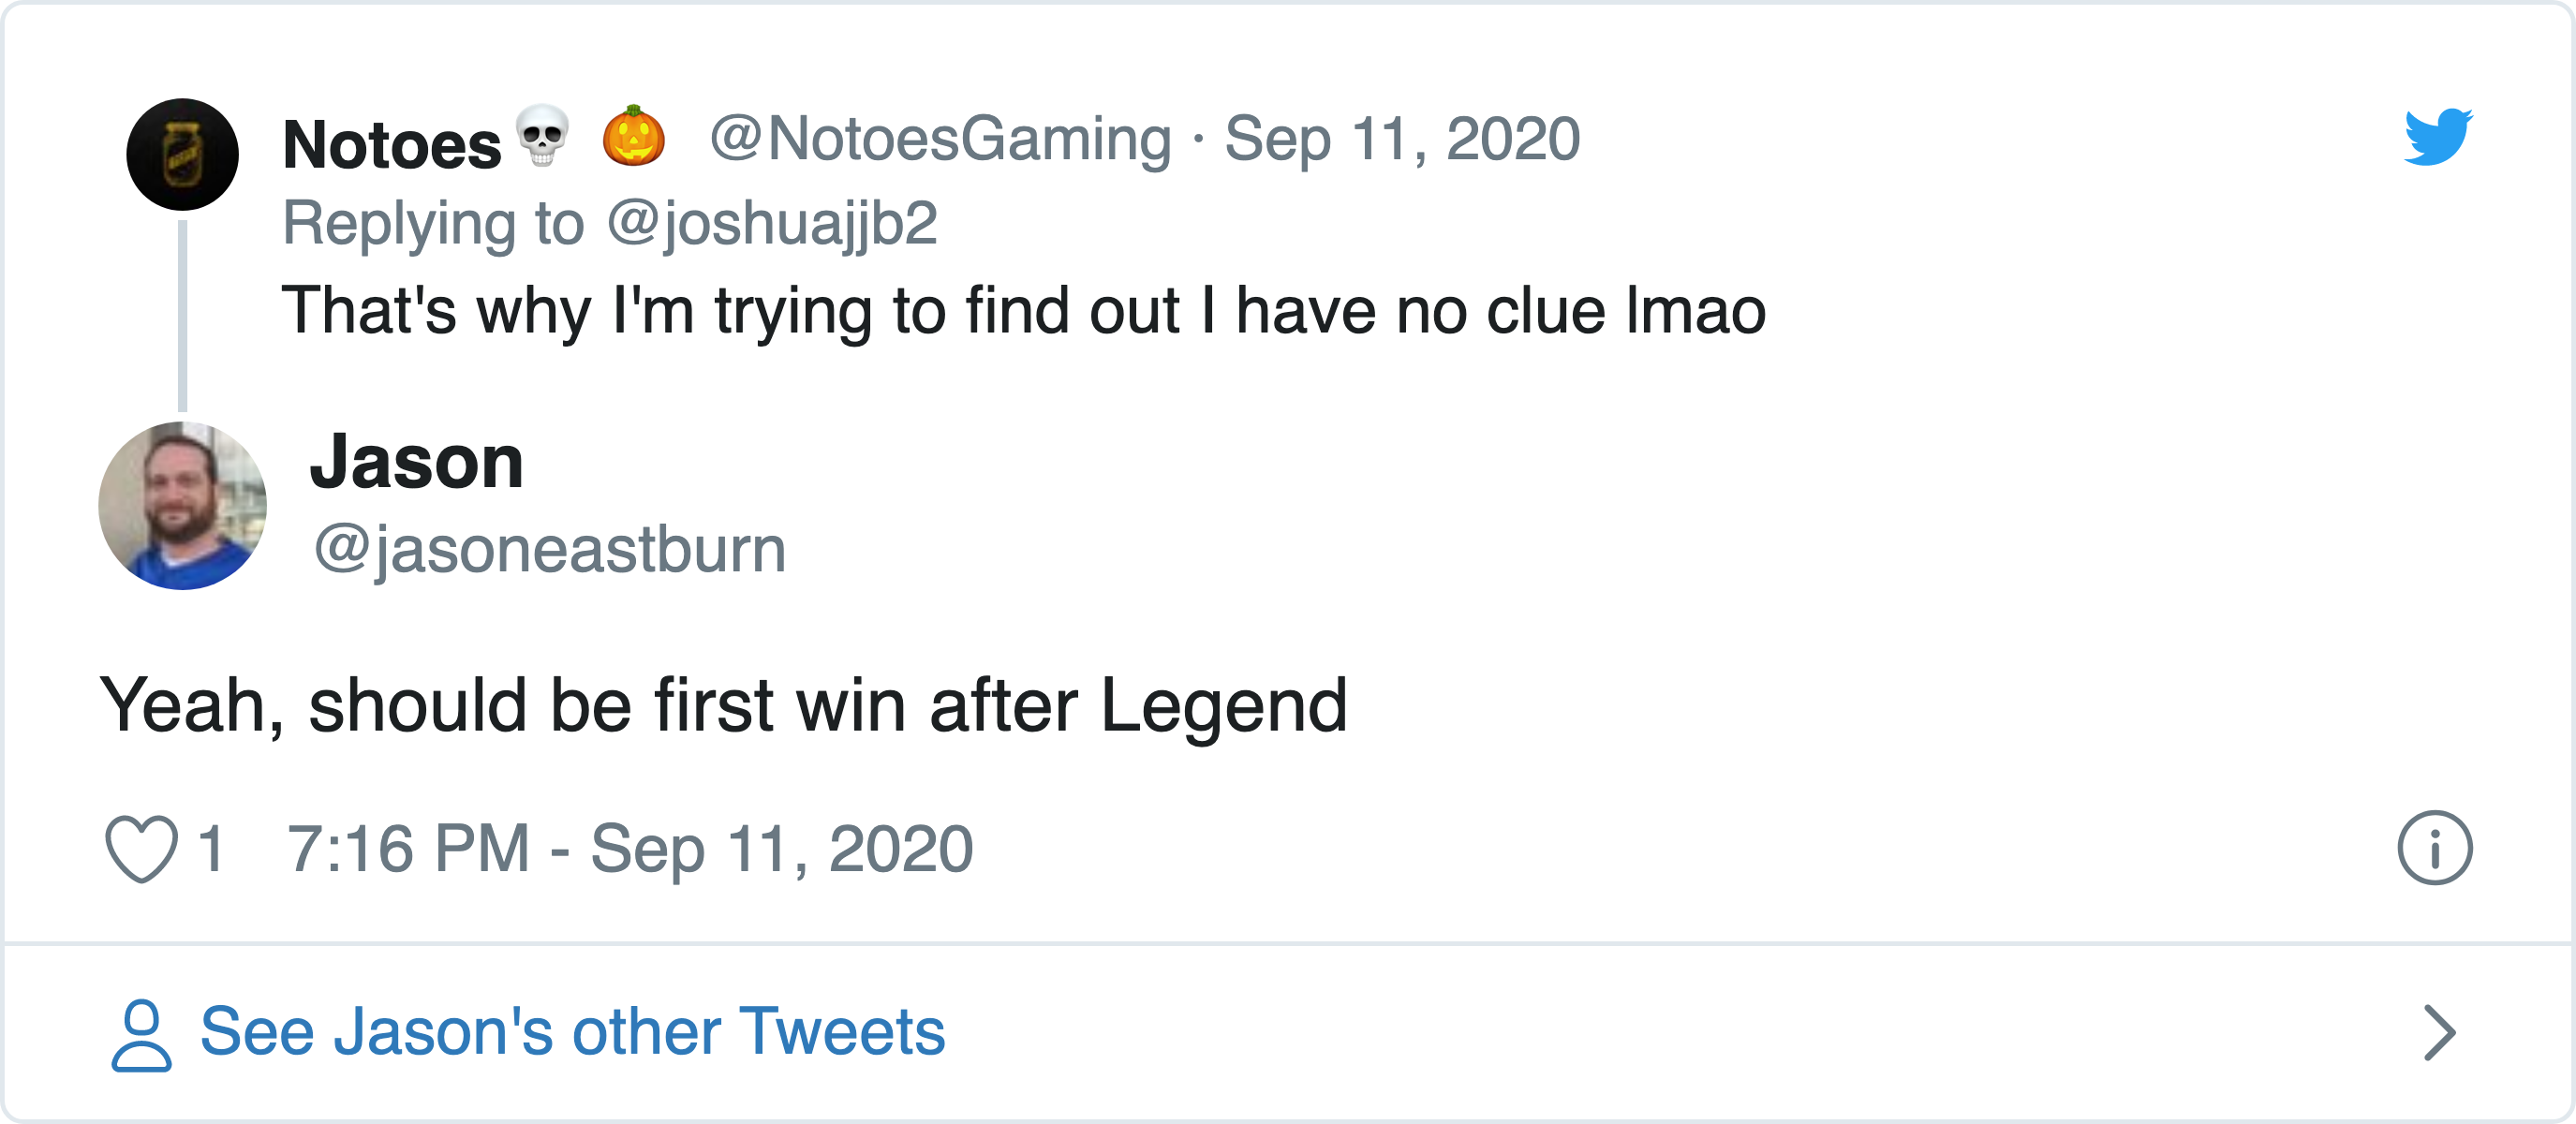 Notoes💀 🎃 @NotoesGaming · Sep 11, 2020
Replying to @joshuajjb2
That's why I'm trying to find out I have no clue lmao
Jason
@jasoneastburn
Yeah, should be first win after Legend
1 7:16 PM - Sep 11, 2020
See Jason's other Tweets